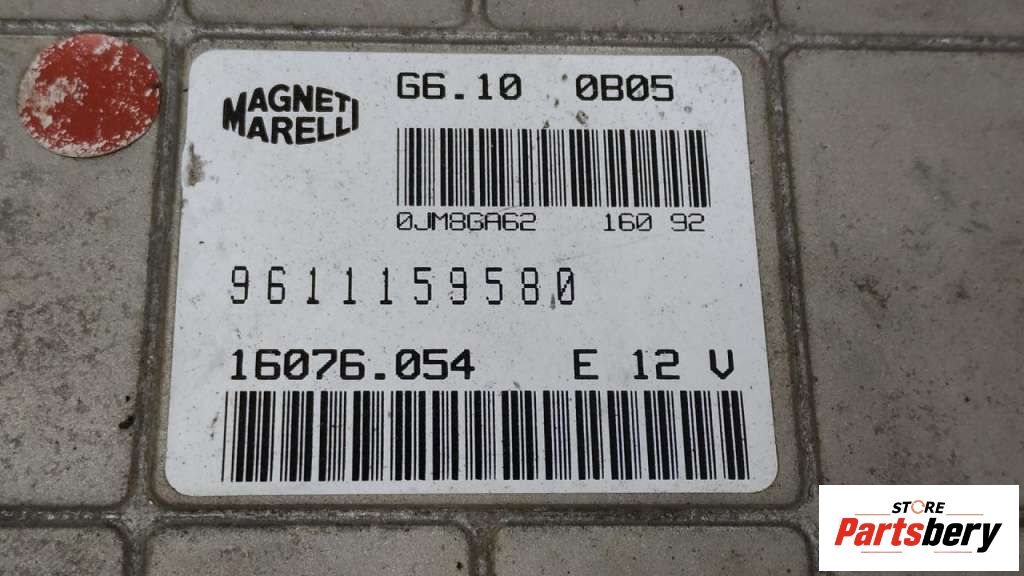 MAGNETI
MARELLI
G6.10 0B05
0JM8GA62 160 92
9611159580
16076.054 E 12 V
STORE
Partsbery